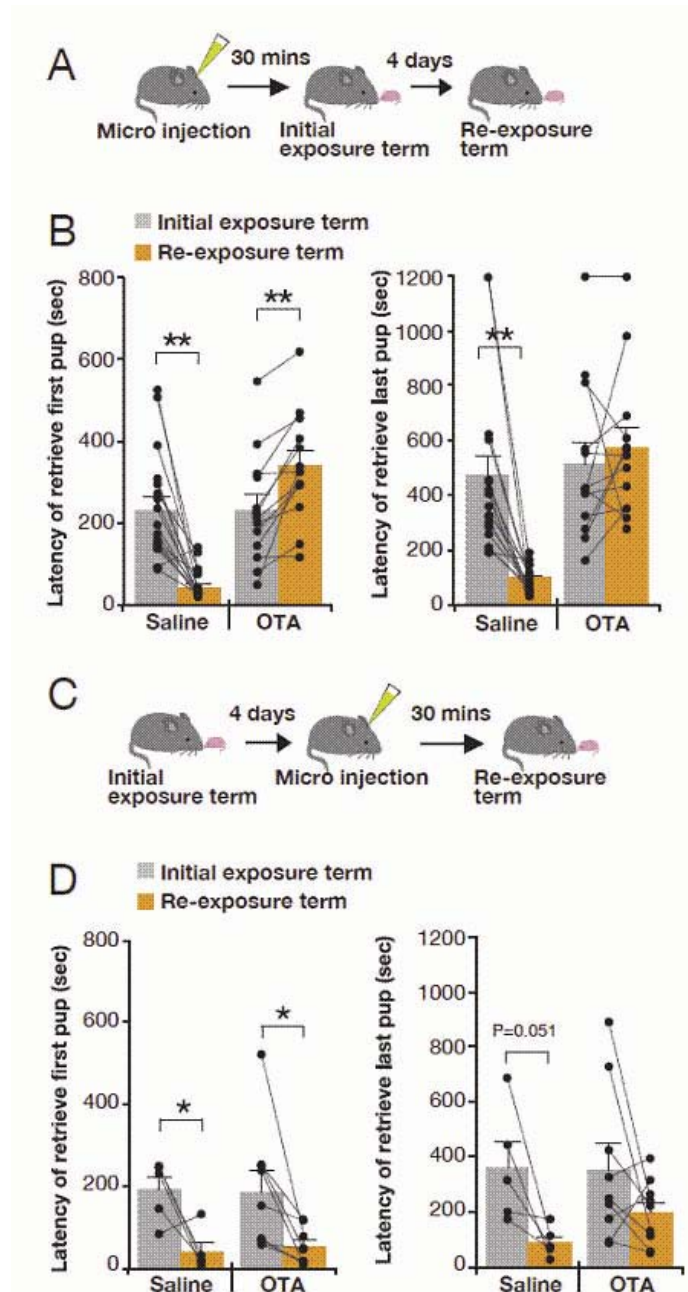 A
30 mins
4 days
Micro injection
Initial
exposure term
Re-exposure
term
B
Initial exposure term
Re-exposure term
Latency of retrieve first pup (sec)
800
600
400
200
0
**
**
Saline
OTA
Latency of retrieve last pup (sec)
1200
1000
800
600
400
200
0
**
Saline
OTA
C
4 days
30 mins
Initial
exposure term
Micro injection
Re-exposure
term
D
Initial exposure term
Re-exposure term
Latency of retrieve first pup (sec)
800
600
400
200
0
*
*
Saline
OTA
Latency of retrieve last pup (sec)
1200
1000
800
600
400
200
0
P=0.051
Saline
OTA